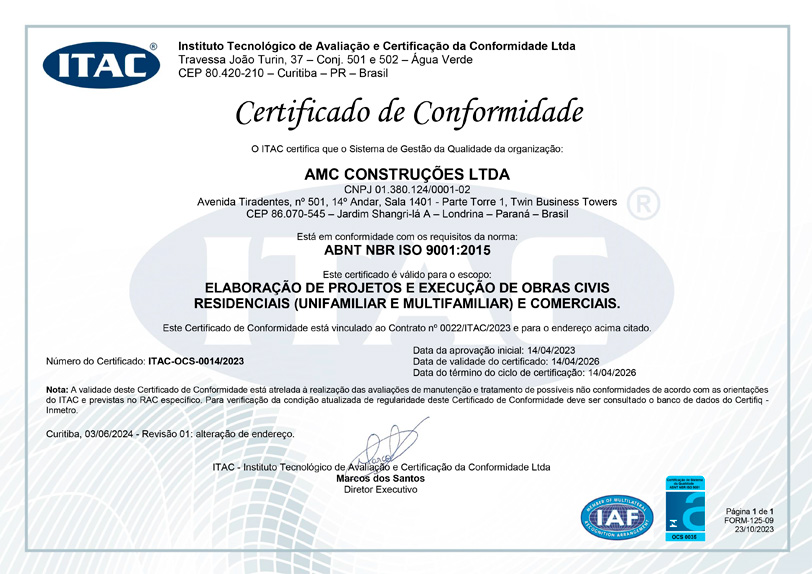 ITAC®
Instituto Tecnológico de Avaliação e Certificação da Conformidade Ltda
Travessa João Turin, 37 – Conj. 501 e 502 – Água Verde
CEP 80.420-210 – Curitiba – PR – Brasil
Certificado de Conformidade
O ITAC certifica que o Sistema de Gestão da Qualidade da organização:
AMC CONSTRUÇÕES LTDA
CNPJ 01.380.124/0001-02
Avenida Tiradentes, nº 501, 14º Andar, Sala 1401 - Parte Torre 1, Twin Business Towers
CEP 86.070-545 – Jardim Shangri-lá A – Londrina – Paraná – Brasil
ITAC®
Está em conformidade com os requisitos da norma:
ABNT NBR ISO 9001:2015
Este certificado é válido para o escopo:
ELABORAÇÃO DE PROJETOS E EXECUÇÃO DE OBRAS CIVIS
RESIDENCIAIS (UNIFAMILIAR E MULTIFAMILIAR) E COMERCIAIS.
Este Certificado de Conformidade está vinculado ao Contrato nº 0022/ITAC/2023 e para o endereço acima citado.
Número do Certificado: ITAC-OCS-0014/2023
Data da aprovação inicial: 14/04/2023
Data de validade do certificado: 14/04/2026
Data do término do ciclo de certificação: 14/04/2026
Nota: A validade deste Certificado de Conformidade está atrelada à realização das avaliações de manutenção e tratamento de possíveis não conformidades de acordo com as orientações
do ITAC e previstas no RAC específico. Para verificação da condição atualizada de regularidade deste Certificado de Conformidade deve ser consultado o banco de dados do Certifiq -
Inmetro.
Curitiba, 03/06/2024 - Revisão 01: alteração de endereço.
Marcos
ITAC - Instituto Tecnológico de Avaliação e Certificação da Conformidade Ltda
Marcos dos Santos
Diretor Executivo
MEMBER OF MULTILATERAL
IAF
RECOGNITION ARRANGEMENT
Certificação de Sistema
da Qualidade
ABNT NBR ISO 9001
OCS 0035
Página 1 de 1
FORM-125-09
23/10/2023